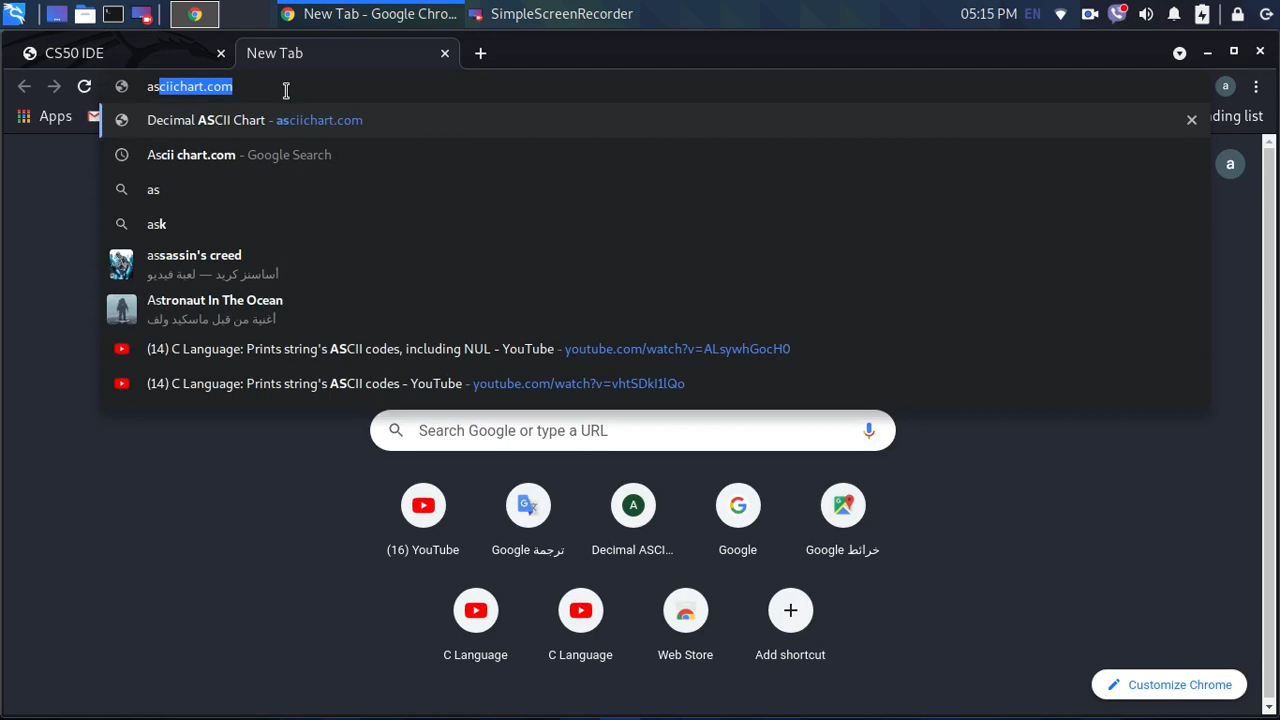 New Tab - Google Chro...
SimpleScreenRecorder
05:15 PM
EN
CS50 IDE
New Tab
asciichart.com
a
Apps
ding list
Decimal ASCII Chart - asciichart.com
Ascii chart.com - Google Search
as
ask
assassin's creed
أساسنز كريد — لعبة فيديو
Astronaut In The Ocean
أغنية من قبل ماسكيد ولف
(14) C Language: Prints string's ASCII codes, including NUL - YouTube - youtube.com/watch?v=ALsywhGocH0
(14) C Language: Prints string's ASCII codes - YouTube - youtube.com/watch?v=vhtSDkI1lQo
a
Search Google or type a URL
A
(16) YouTube
ترجمة Google
Decimal ASCI...
Google
خرائط Google
C Language
C Language
Web Store
Add shortcut
Customize Chrome